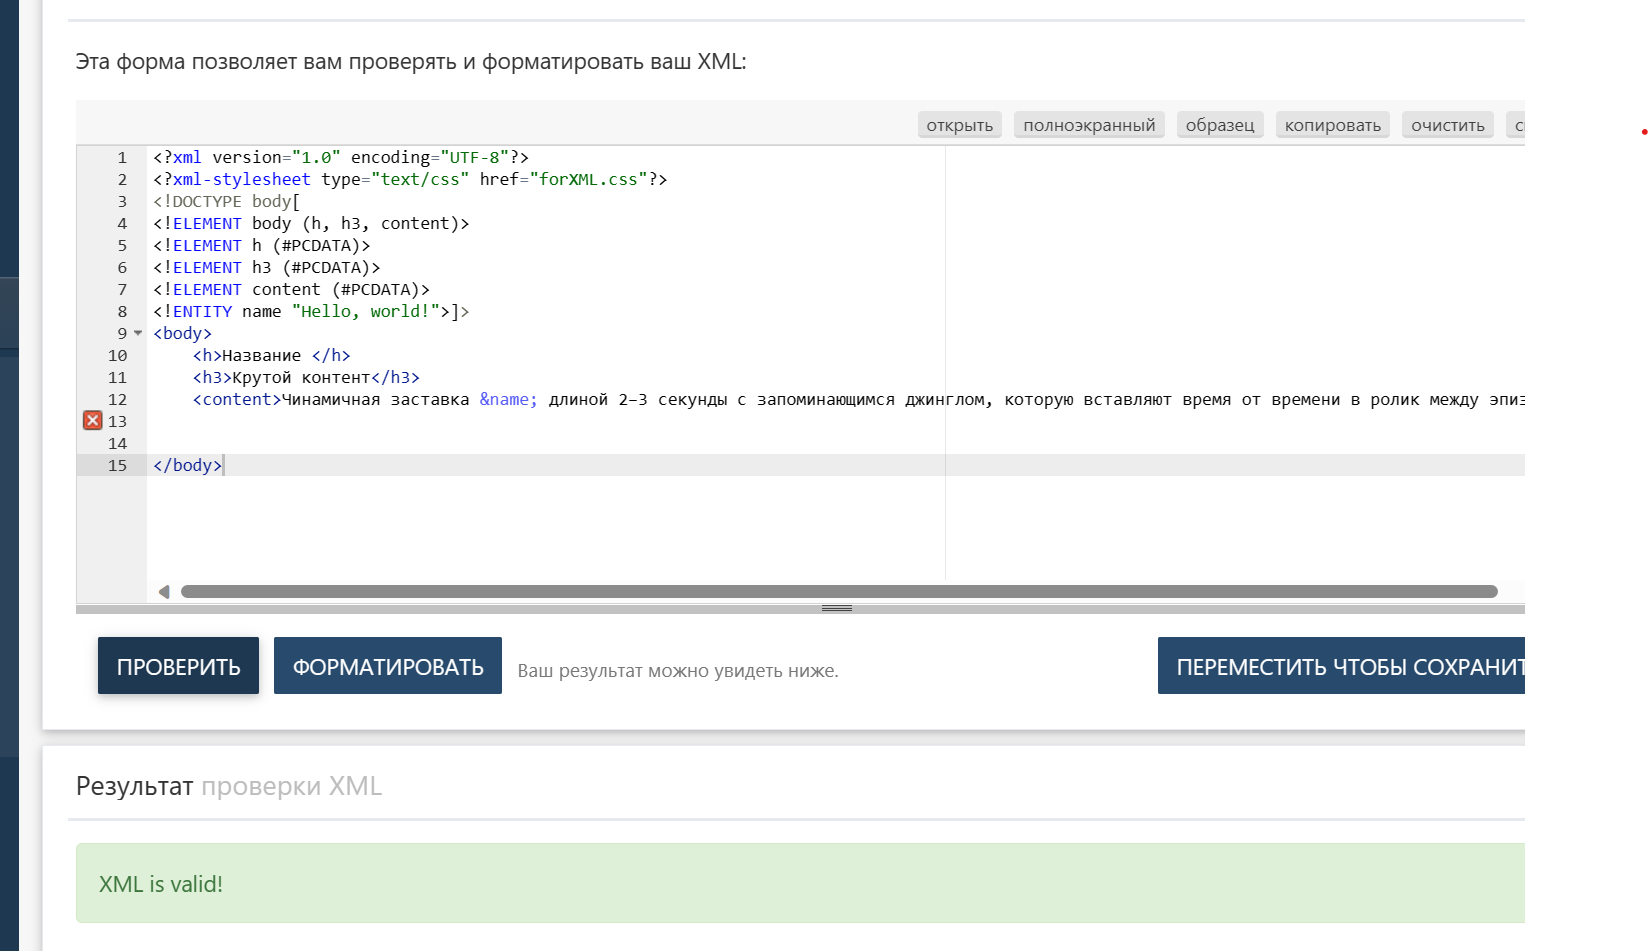 Эта форма позволяет вам проверять и форматировать ваш XML:
открыть полноэкранный образец копировать очистить
1 <?xml version="1.0" encoding="UTF-8"?>
2 <?xml-stylesheet type="text/css" href="forXML.css"?>
3 <!DOCTYPE body[
4 <!ELEMENT body (h, h3, content)>
5 <!ELEMENT h (#PCDATA)>
6 <!ELEMENT h3 (#PCDATA)>
7 <!ELEMENT content (#PCDATA)>
8 <!ENTITY name "Hello, world!">]>
9 <body>
10 <h>Название </h>
11 <h3>Крутой контент</h3>
12 <content>Чинамичная заставка &name; длиной 2–3 секунды с запоминающимся джинглом, которую вставляют время от времени в ролик между эпиз
13
14
15 </body>
ПРОВЕРИТЬ ФОРМАТИРОВАТЬ Ваш результат можно увидеть ниже. ПЕРЕМЕСТИТЬ ЧТОБЫ СОХРАНИТ
Результат проверки XML
XML is valid!